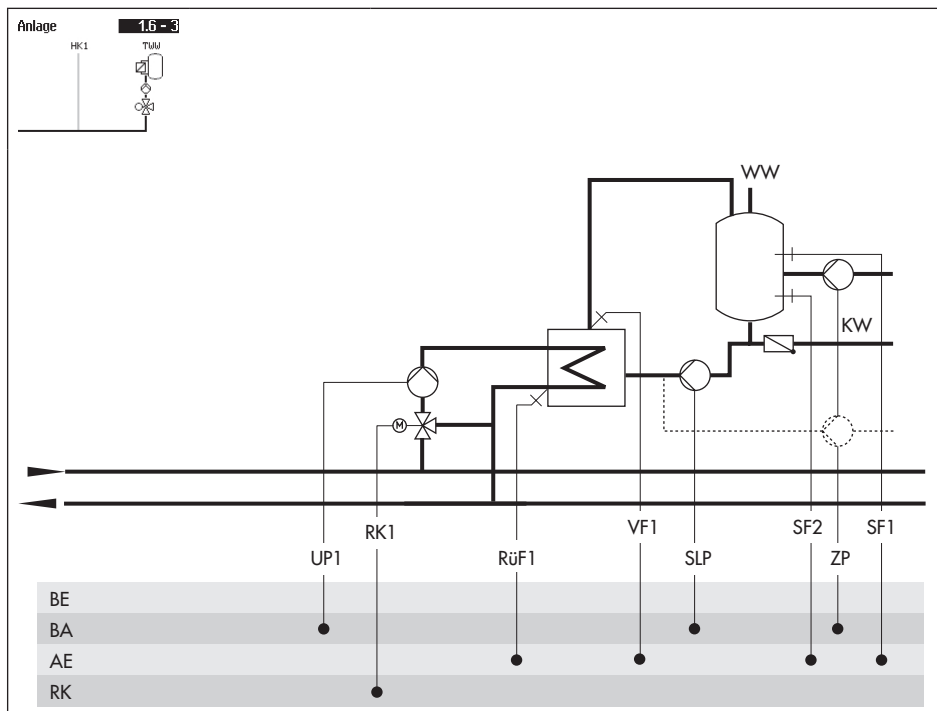 Anlage 1.6 - 3
HK1 TWW
WW
KW
M
RK1 VF1 SF2 SF1
UP1 RüF1 SLP ZP
BE
BA
AE
RK